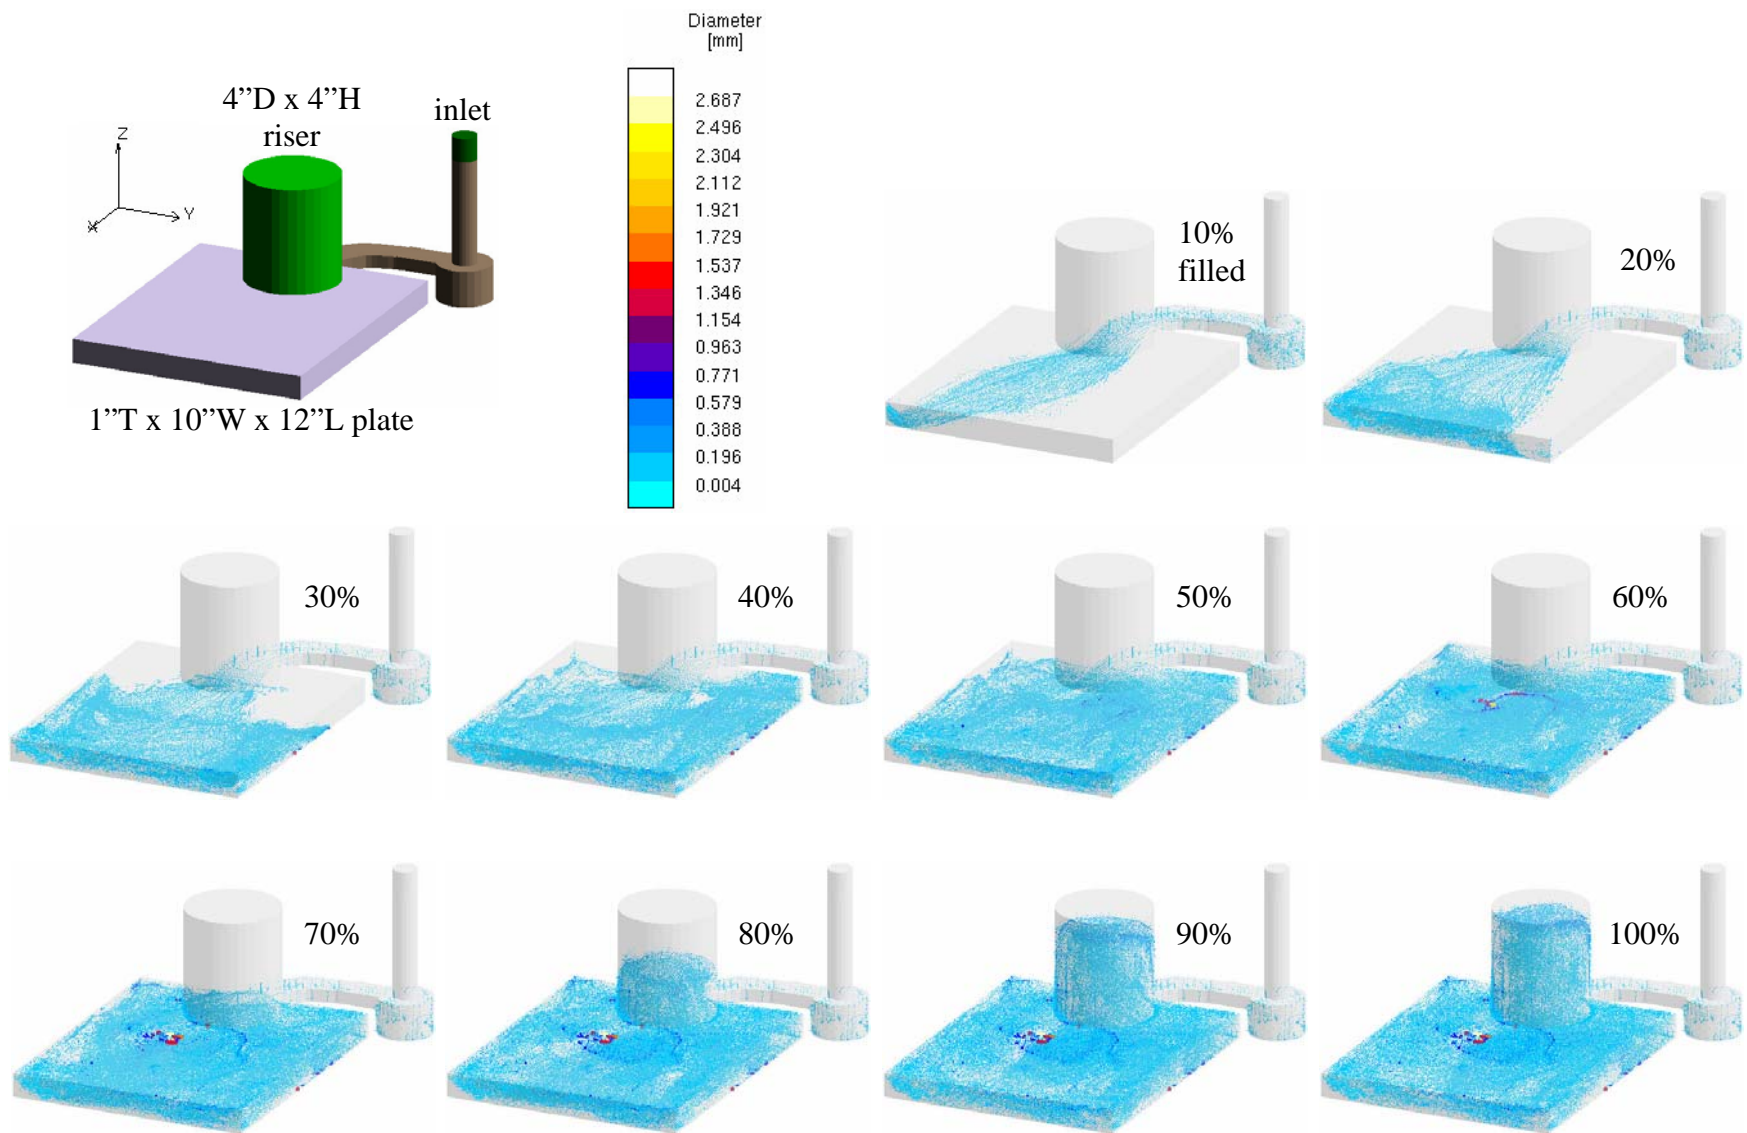 4”D x 4”H
riser
inlet
Z
Y
X
1”T x 10”W x 12”L plate
Diameter
[mm]
2.687
2.496
2.304
2.112
1.921
1.729
1.537
1.346
1.154
0.963
0.771
0.579
0.388
0.196
0.004
10%
filled
20%
30%
40%
50%
60%
70%
80%
90%
100%